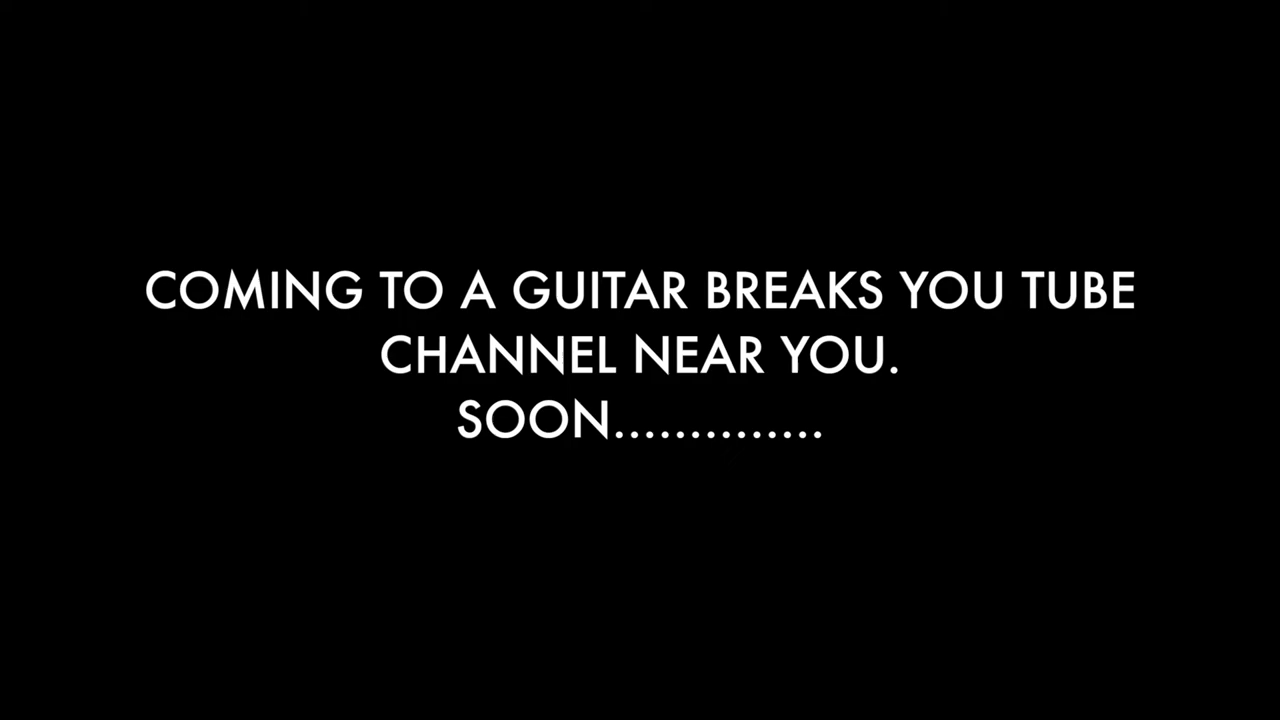 COMING TO A GUITAR BREAKS YOU TUBE
CHANNEL NEAR YOU.
SOON..............